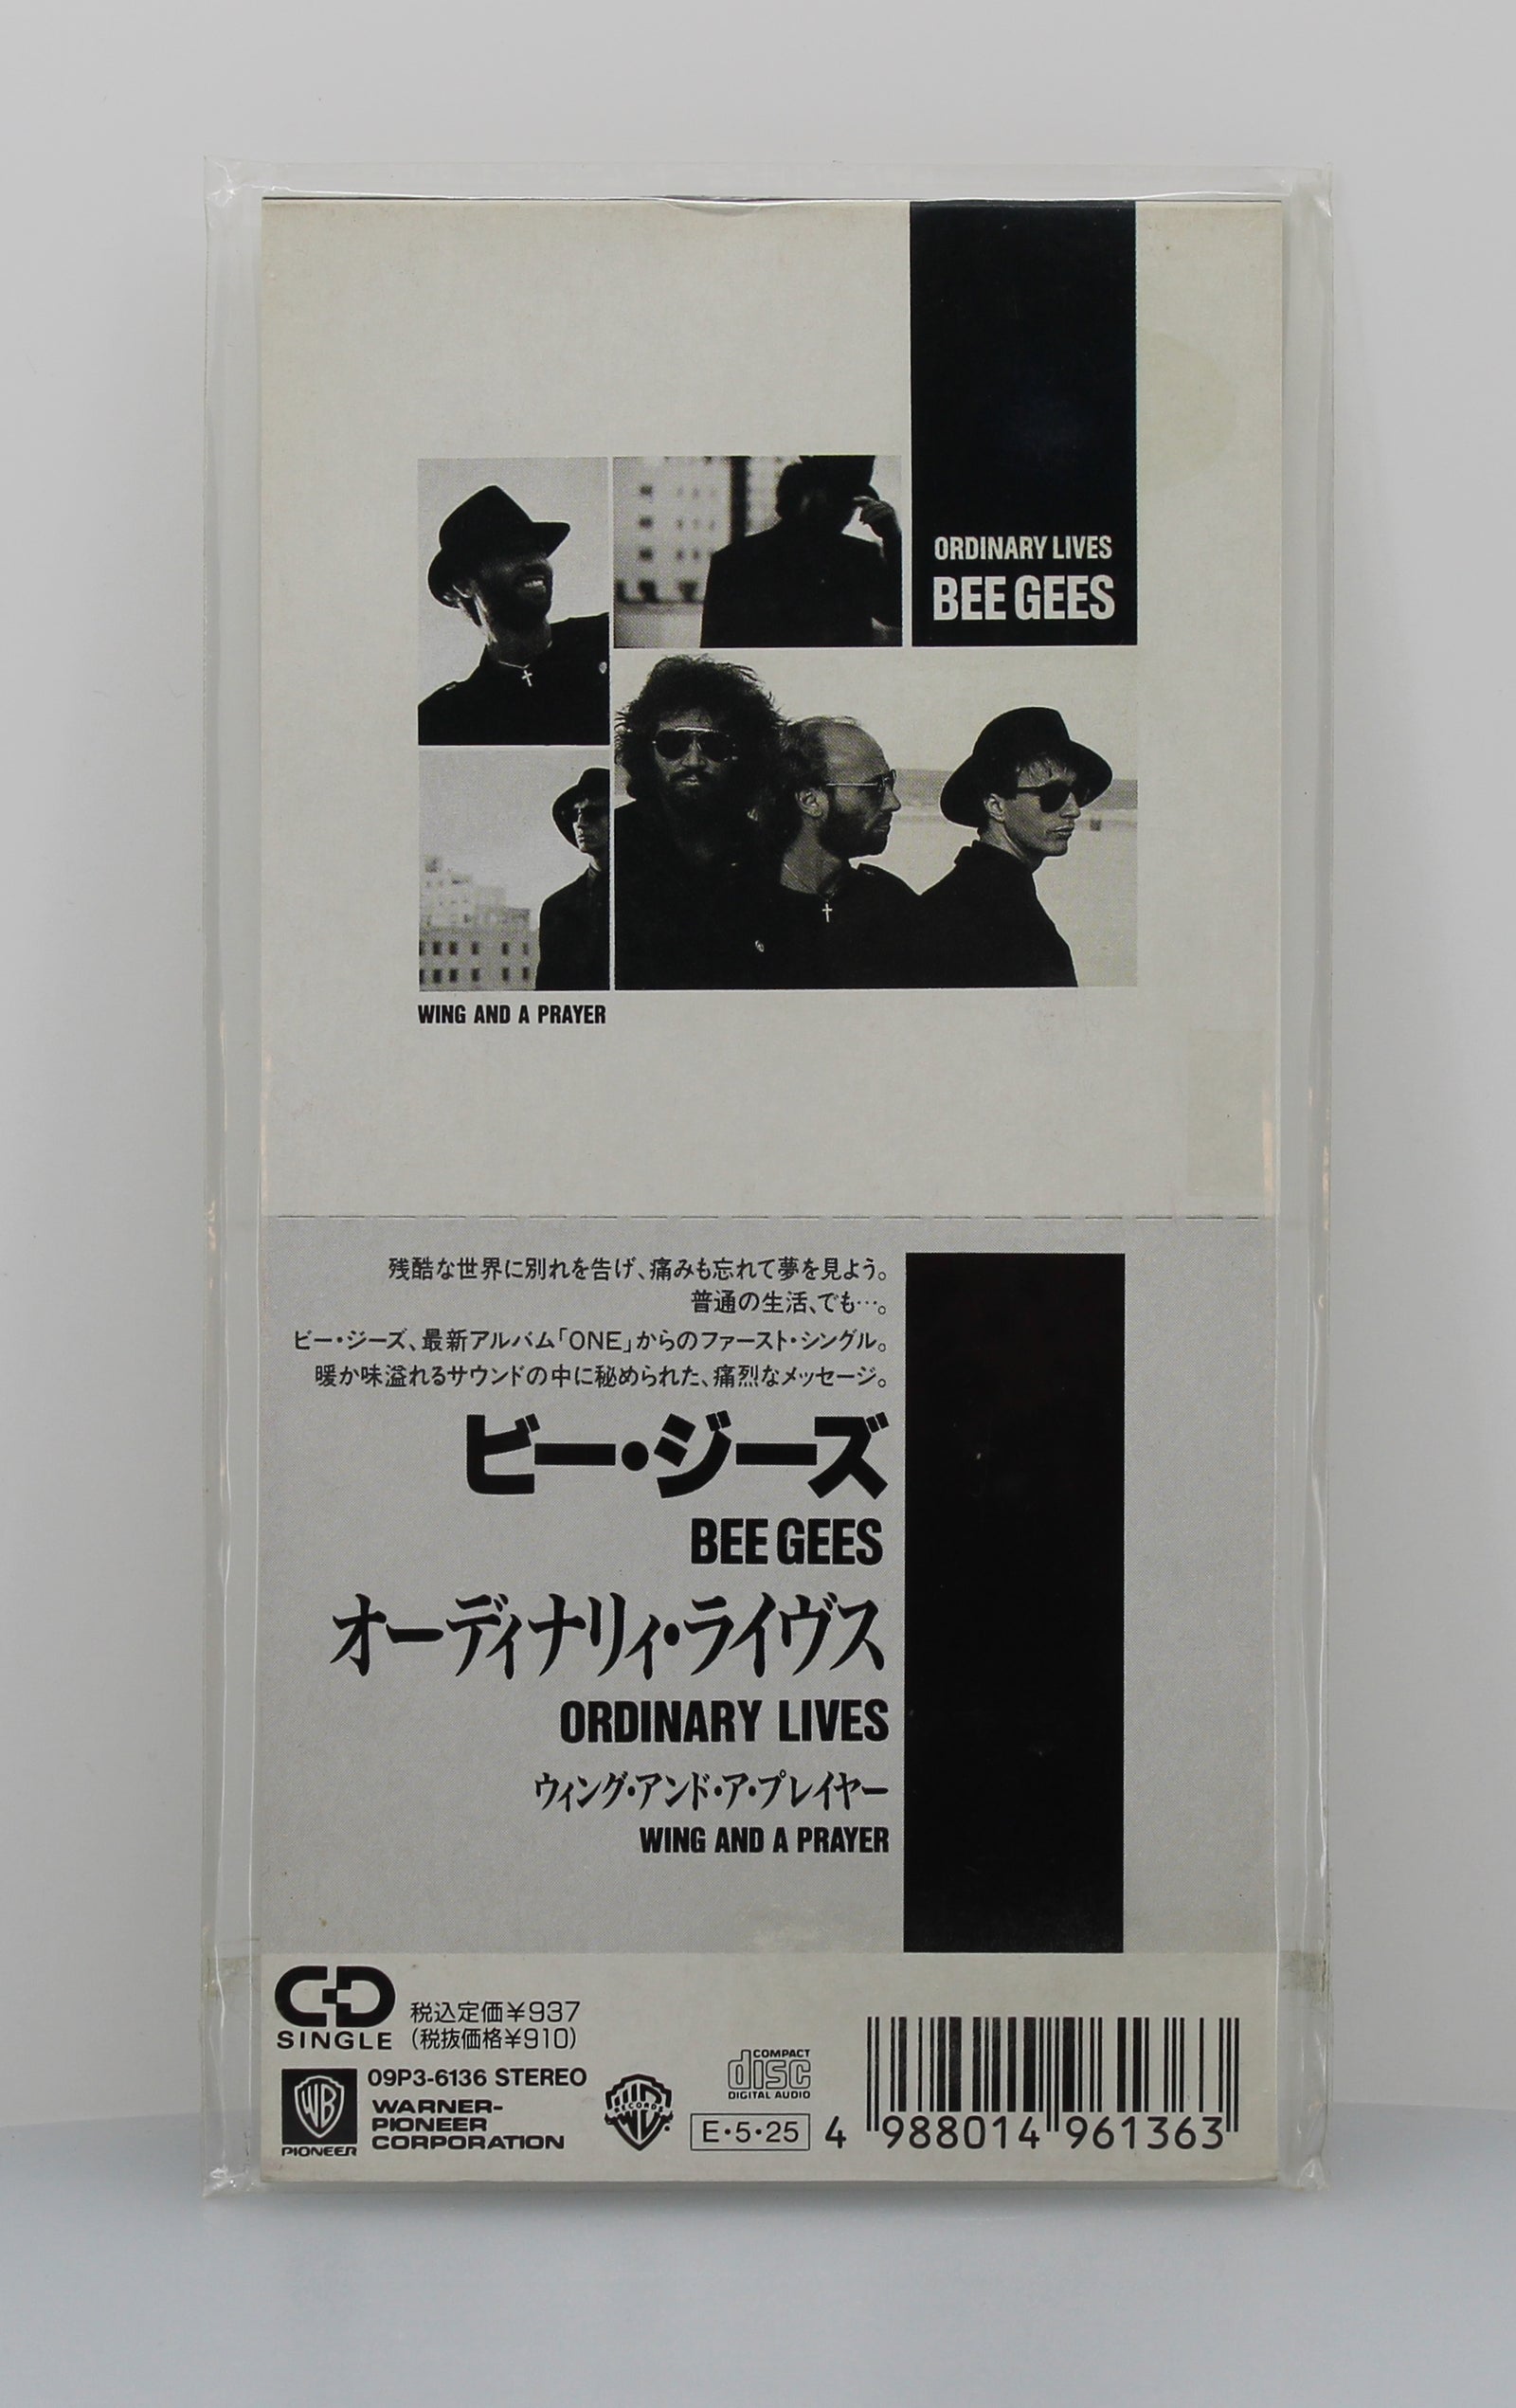 ORDINARY LIVES
BEE GEES
WING AND A PRAYER
残酷な世界に別れを告げ、痛みも忘れて夢を見よう。
普通の生活、でも…。
ビー・ジーズ、最新アルバム「ONE」からのファースト・シングル。
暖か味溢れるサウンドの中に秘められた、痛烈なメッセージ。
ビー・ジーズ
BEE GEES
オーディナリィ・ライヴス
ORDINARY LIVES
ウィング・アンド・ア・プレイヤー
WING AND A PRAYER
CD
SINGLE
税込定価￥937
(税抜価格￥910)
WB
PIONEER
09P3-6136 STEREO
WARNER-
PIONEER
CORPORATION
RECORDS
COMPACT
disc
DIGITAL AUDIO
E・5・25
4 988014 961363